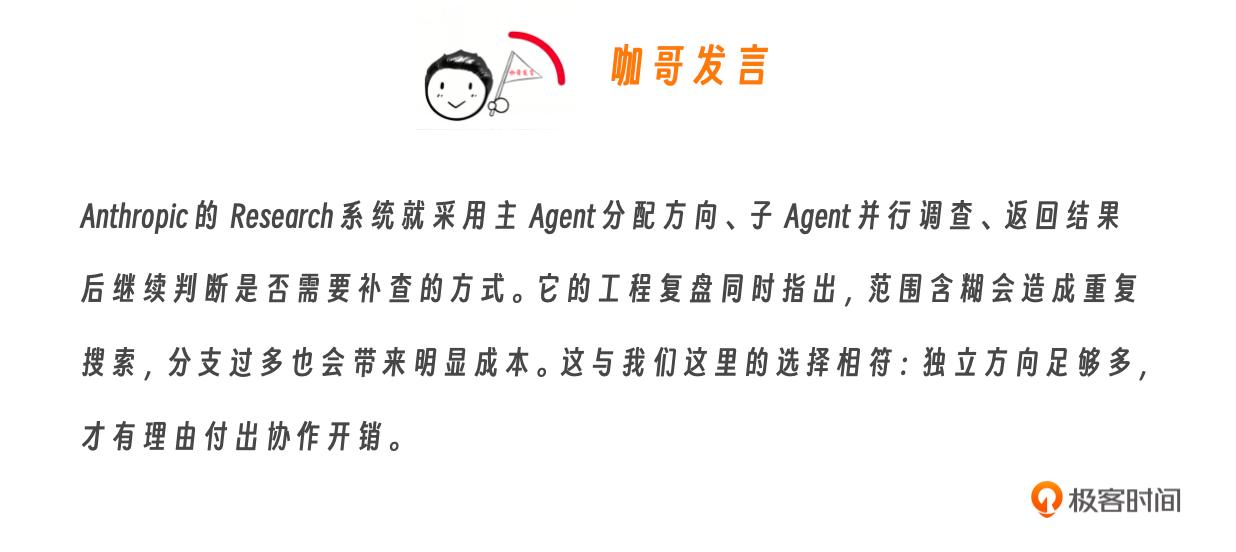 咖哥发言
咖哥发言
Anthropic的 Research系统就采用主 Agent分配方向、子 Agent并行调查、返回结果
后继续判断是否需要补查的方式。它的工程复盘同时指出，范围含糊会造成重复
搜索，分支过多也会带来明显成本。这与我们这里的选择相符：独立方向足够多，
才有理由付出协作开销。
极客时间